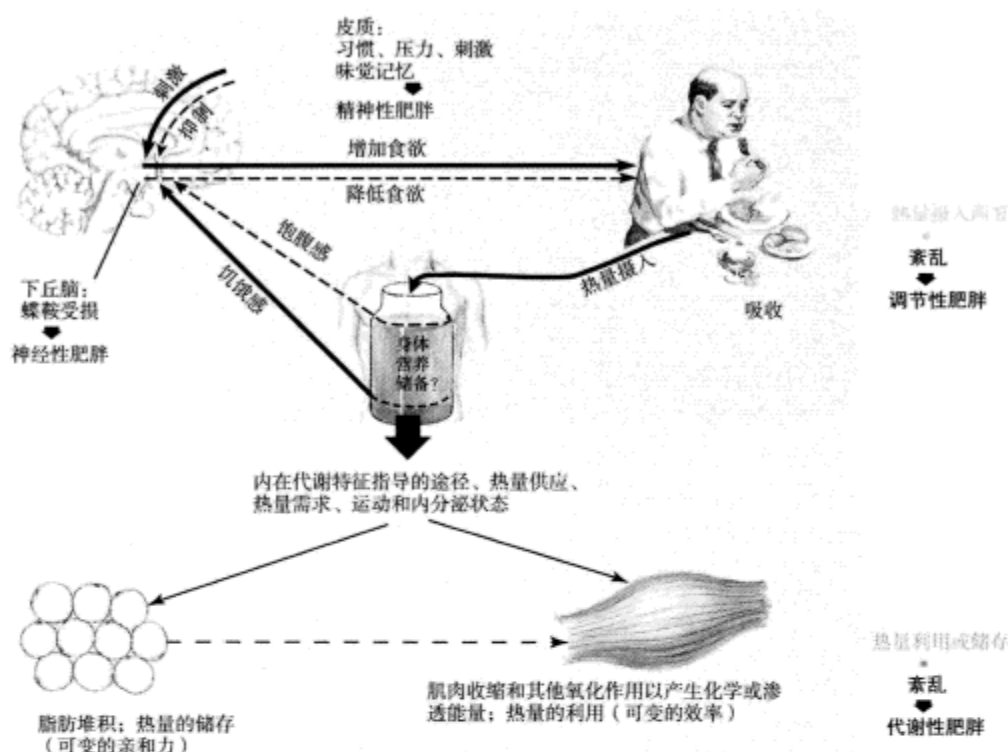 皮质：
习惯、压力、刺激
味觉记忆
精神性肥胖
刺激
抑制
增加食欲
降低食欲
饱腹感
饥饿感
热量摄入
下丘脑：
蝶鞍受损
神经性肥胖
身体
营养
储备？
吸收
紊乱
调节性肥胖
内在代谢特征指导的途径、热量供应、
热量需求、运动和内分泌状态
脂肪堆积；热量的储存
（可变的亲和力）
肌肉收缩和其他氧化作用以产生化学或渗
透能量；热量的利用（可变的效率）
热量利用或储存
紊乱
代谢性肥胖